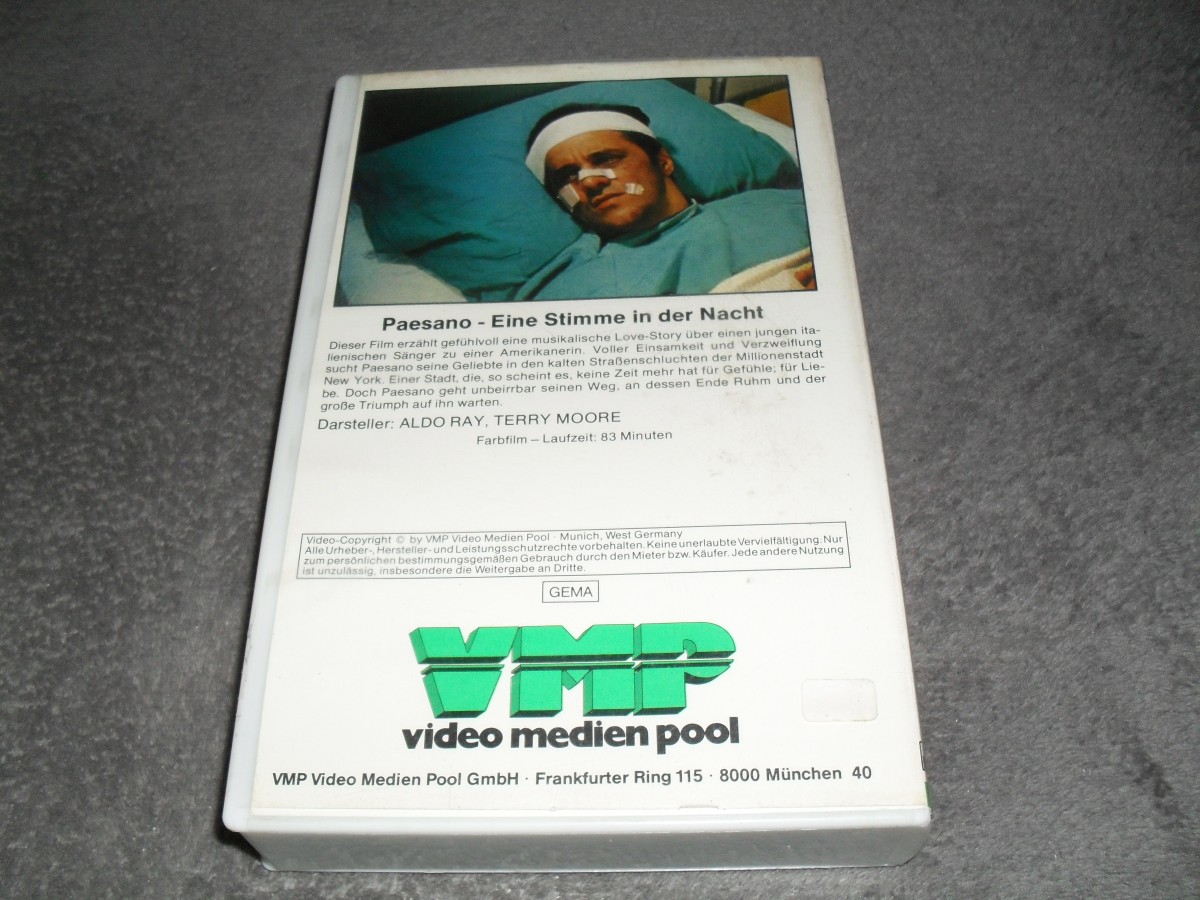 Paesano - Eine Stimme in der Nacht
Dieser Film erzählt gefühlvoll eine musikalische Love-Story über einen jungen ita-
lienischen Sänger zu einer Amerikanerin. Voller Einsamkeit und Verzweiflung
sucht Paesano seine Geliebte in den kalten Straßenschluchten der Millionenstadt
New York. Einer Stadt, die, so scheint es, keine Zeit mehr hat für Gefühle; für Lie-
be. Doch Paesano geht unbeirrbar seinen Weg, an dessen Ende Ruhm und der
große Triumph auf ihn warten.
Darsteller: ALDO RAY, TERRY MOORE
Farbfilm – Laufzeit: 83 Minuten
Video-Copyright © by VMP Video Medien Pool · Munich, West Germany
Alle Urheber-, Hersteller- und Leistungsschutzrechte vorbehalten. Keine unerlaubte Vervielfältigung. Nur
zum persönlichen bestimmungsgemäßen Gebrauch durch den Mieter bzw. Käufer. Jede andere Nutzung
ist unzulässig, insbesondere die Weitergabe an Dritte.
GEMA
VMP
video medien pool
VMP Video Medien Pool GmbH · Frankfurter Ring 115 · 8000 München 40